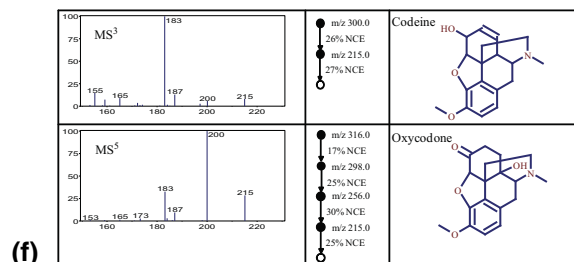 MS³
100
75
50
25
0
183
155
165
187
200
215
160
180
200
220
m/z 300.0
26% NCE
m/z 215.0
27% NCE
Codeine
HO
O
N
O
MS⁵
100
75
50
25
0
200
183
215
187
153
165
173
160
180
200
220
m/z 316.0
17% NCE
m/z 298.0
25% NCE
m/z 256.0
30% NCE
m/z 215.0
25% NCE
Oxycodone
O
OH
N
O
O
(f)